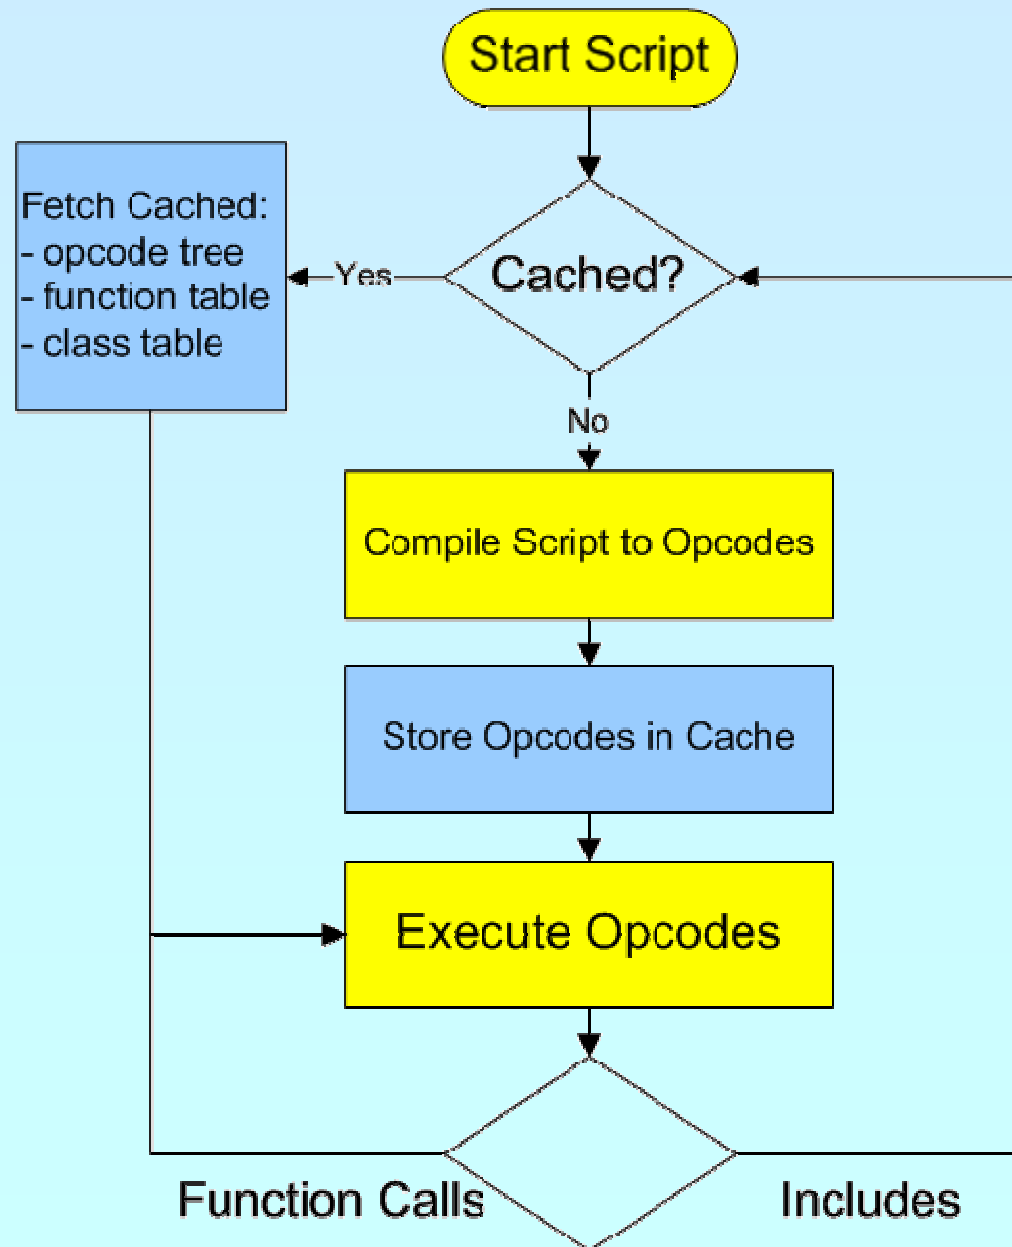 Start Script
Fetch Cached:
- opcode tree
- function table
- class table
Yes
Cached?
No
Compile Script to Opcodes
Store Opcodes in Cache
Execute Opcodes
Function Calls
Includes